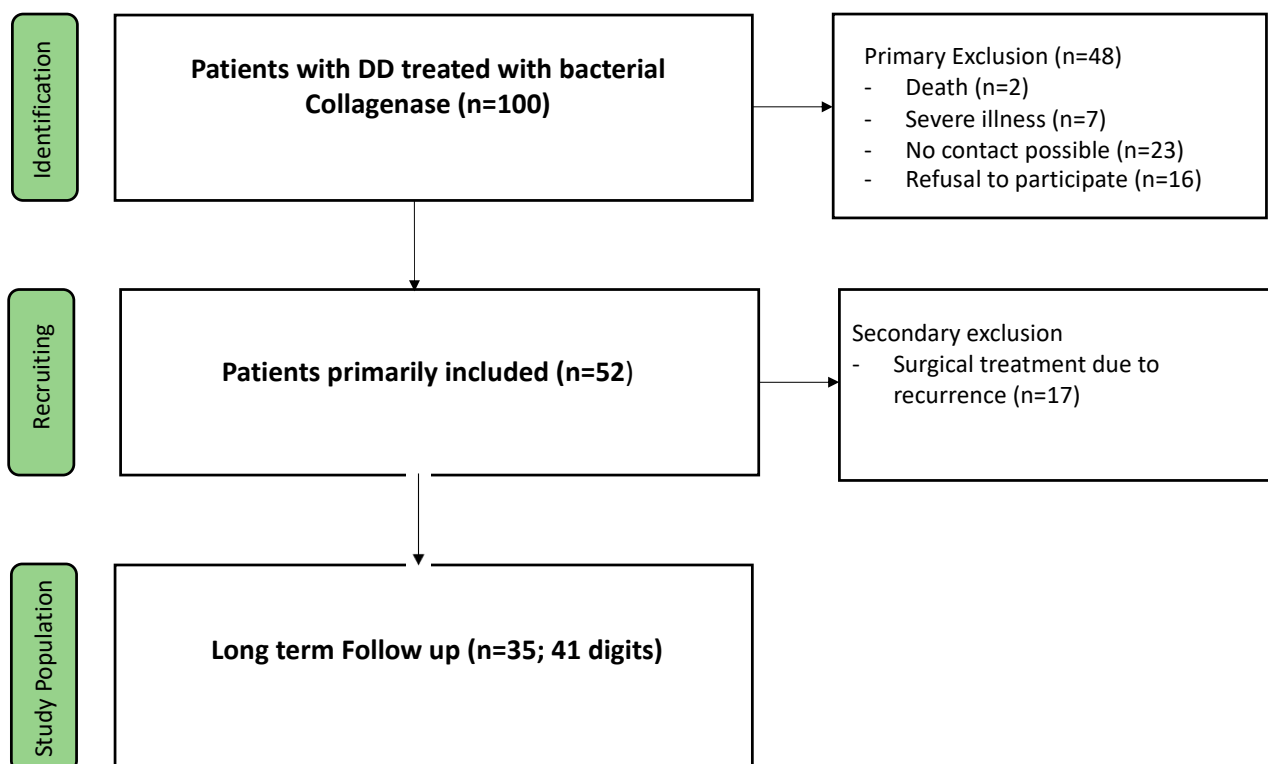 Identification
Patients with DD treated with bacterial
Collagenase (n=100)
Primary Exclusion (n=48)
- Death (n=2)
- Severe illness (n=7)
- No contact possible (n=23)
- Refusal to participate (n=16)
Recruiting
Patients primarily included (n=52)
Secondary exclusion
- Surgical treatment due to
recurrence (n=17)
Study Population
Long term Follow up (n=35; 41 digits)